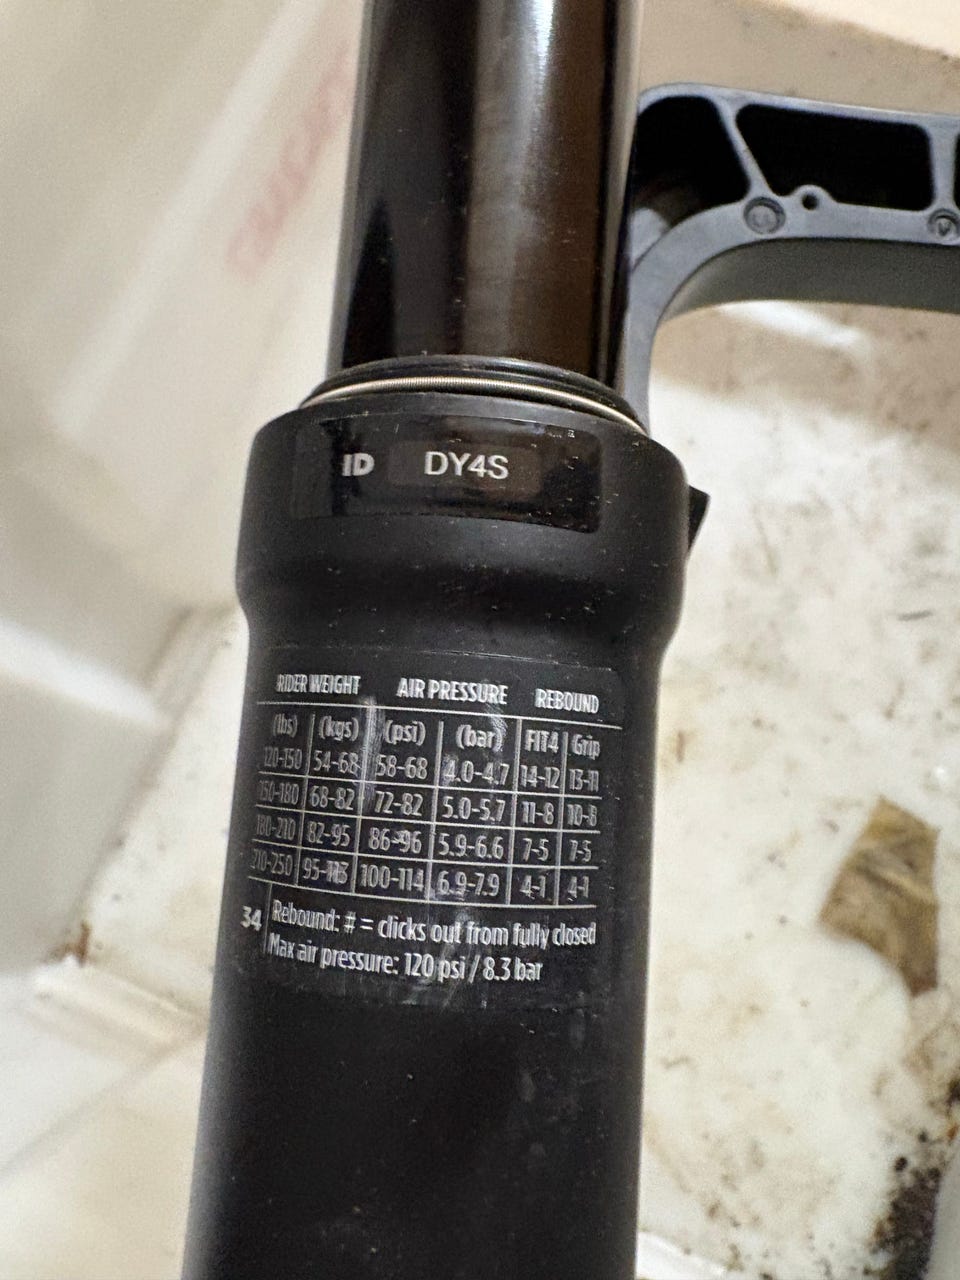 ID DY4S
RIDER WEIGHT AIR PRESSURE REBOUND
(lbs) (kgs) (psi) (bar) FIT4 Grip
120-150 54-68 58-68 4.0-4.7 14-12 13-11
150-180 68-82 72-82 5.0-5.7 11-8 10-8
180-210 82-95 86-96 5.9-6.6 7-5 7-5
210-250 95-113 100-114 6.9-7.9 4-1 4-1
34 Rebound: # = clicks out from fully closed
Max air pressure: 120 psi / 8.3 bar